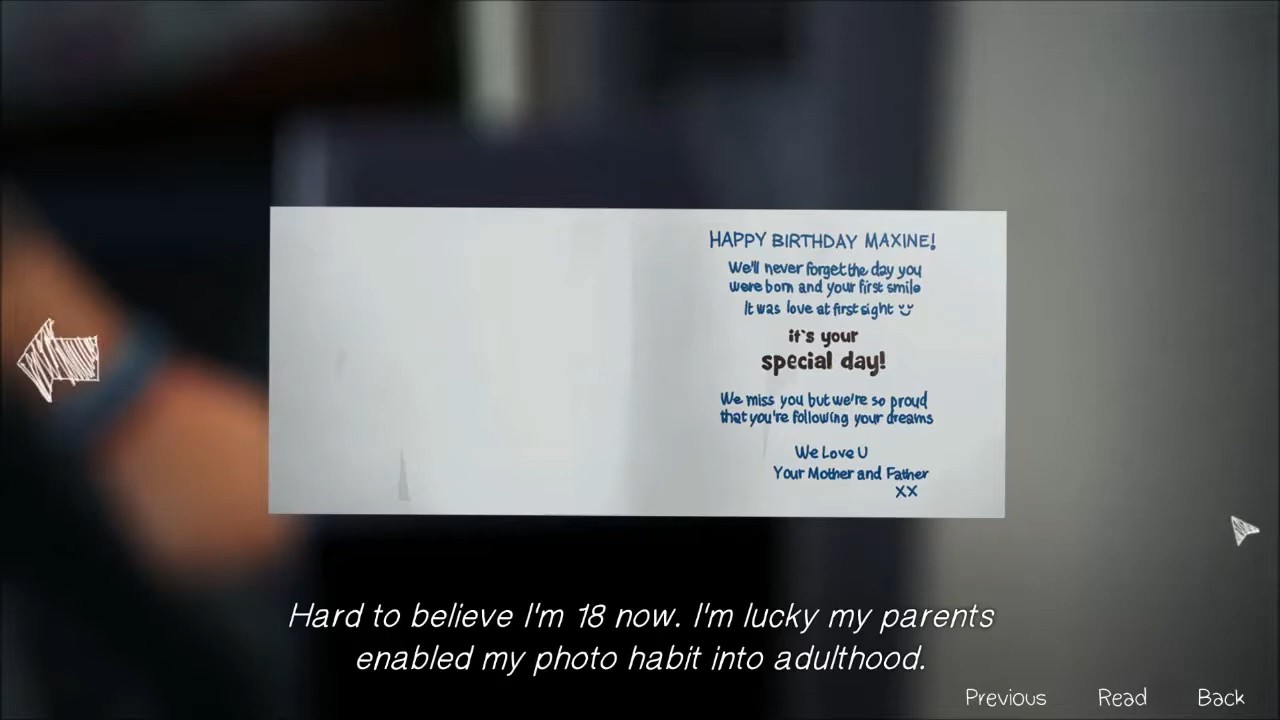 HAPPY BIRTHDAY MAXINE!
We'll never forget the day you
were born and your first smile
It was love at first sight
it's your
special day!
We miss you but we're so proud
that you're following your dreams
We Love U
Your Mother and Father
XX
Hard to believe I'm 18 now. I'm lucky my parents
enabled my photo habit into adulthood.
Previous Read Back